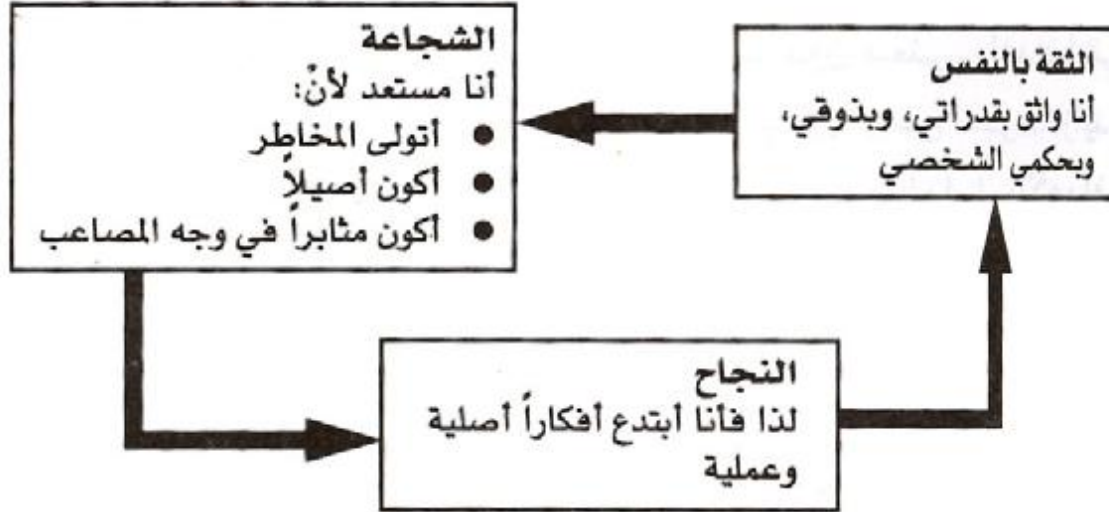 الثقة بالنفس
أنا واثق بقدراتي، وبذوقي،
وبحكمي الشخصي
الشجاعة
أنا مستعد لأنّ:
● أتولى المخاطر
● أكون أصيلاً
● أكون مثابراً في وجه المصاعب
النجاح
لذا فأنا أبتدع أفكاراً أصلية
وعملية